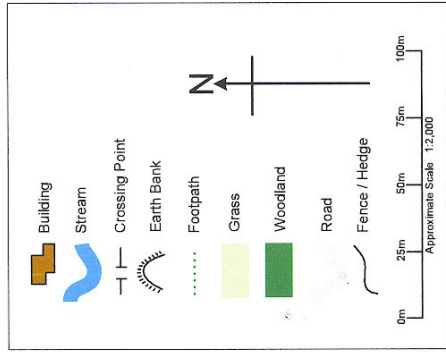 Building
Stream
Crossing Point
Earth Bank
Footpath
Grass
Woodland
Road
Fence / Hedge
N
0m 25m 50m 75m 100m
Approximate Scale 1:2,000